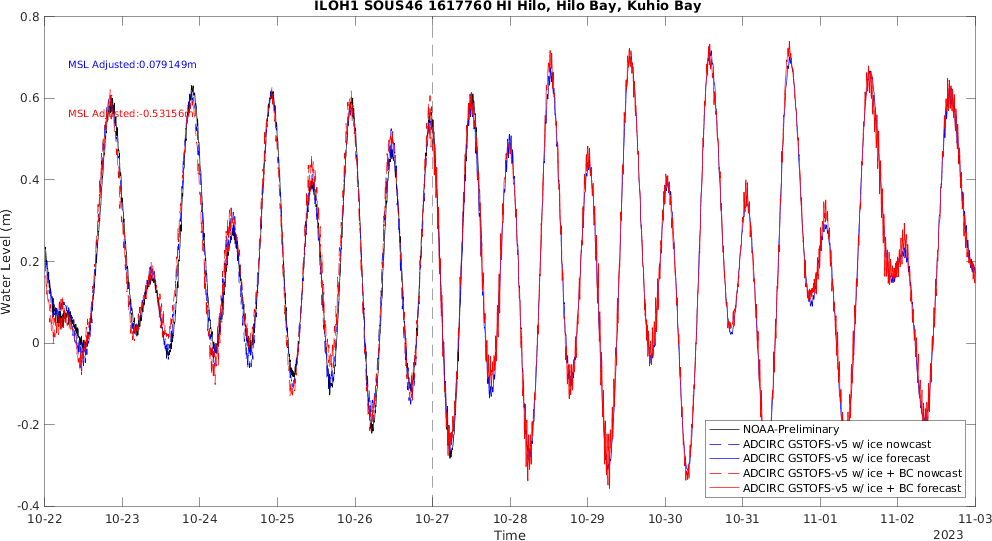 ILOH1 SOUS46 1617760 HI Hilo, Hilo Bay, Kuhio Bay
MSL Adjusted:0.079149m
MSL Adjusted:-0.53156m
Water Level (m)
0.8
0.6
0.4
0.2
0
-0.2
-0.4
NOAA-Preliminary
ADCIRC GSTOFS-v5 w/ ice nowcast
ADCIRC GSTOFS-v5 w/ ice forecast
ADCIRC GSTOFS-v5 w/ ice + BC nowcast
ADCIRC GSTOFS-v5 w/ ice + BC forecast
10-22 10-23 10-24 10-25 10-26 10-27 10-28 10-29 10-30 10-31 11-01 11-02 11-03
Time
2023